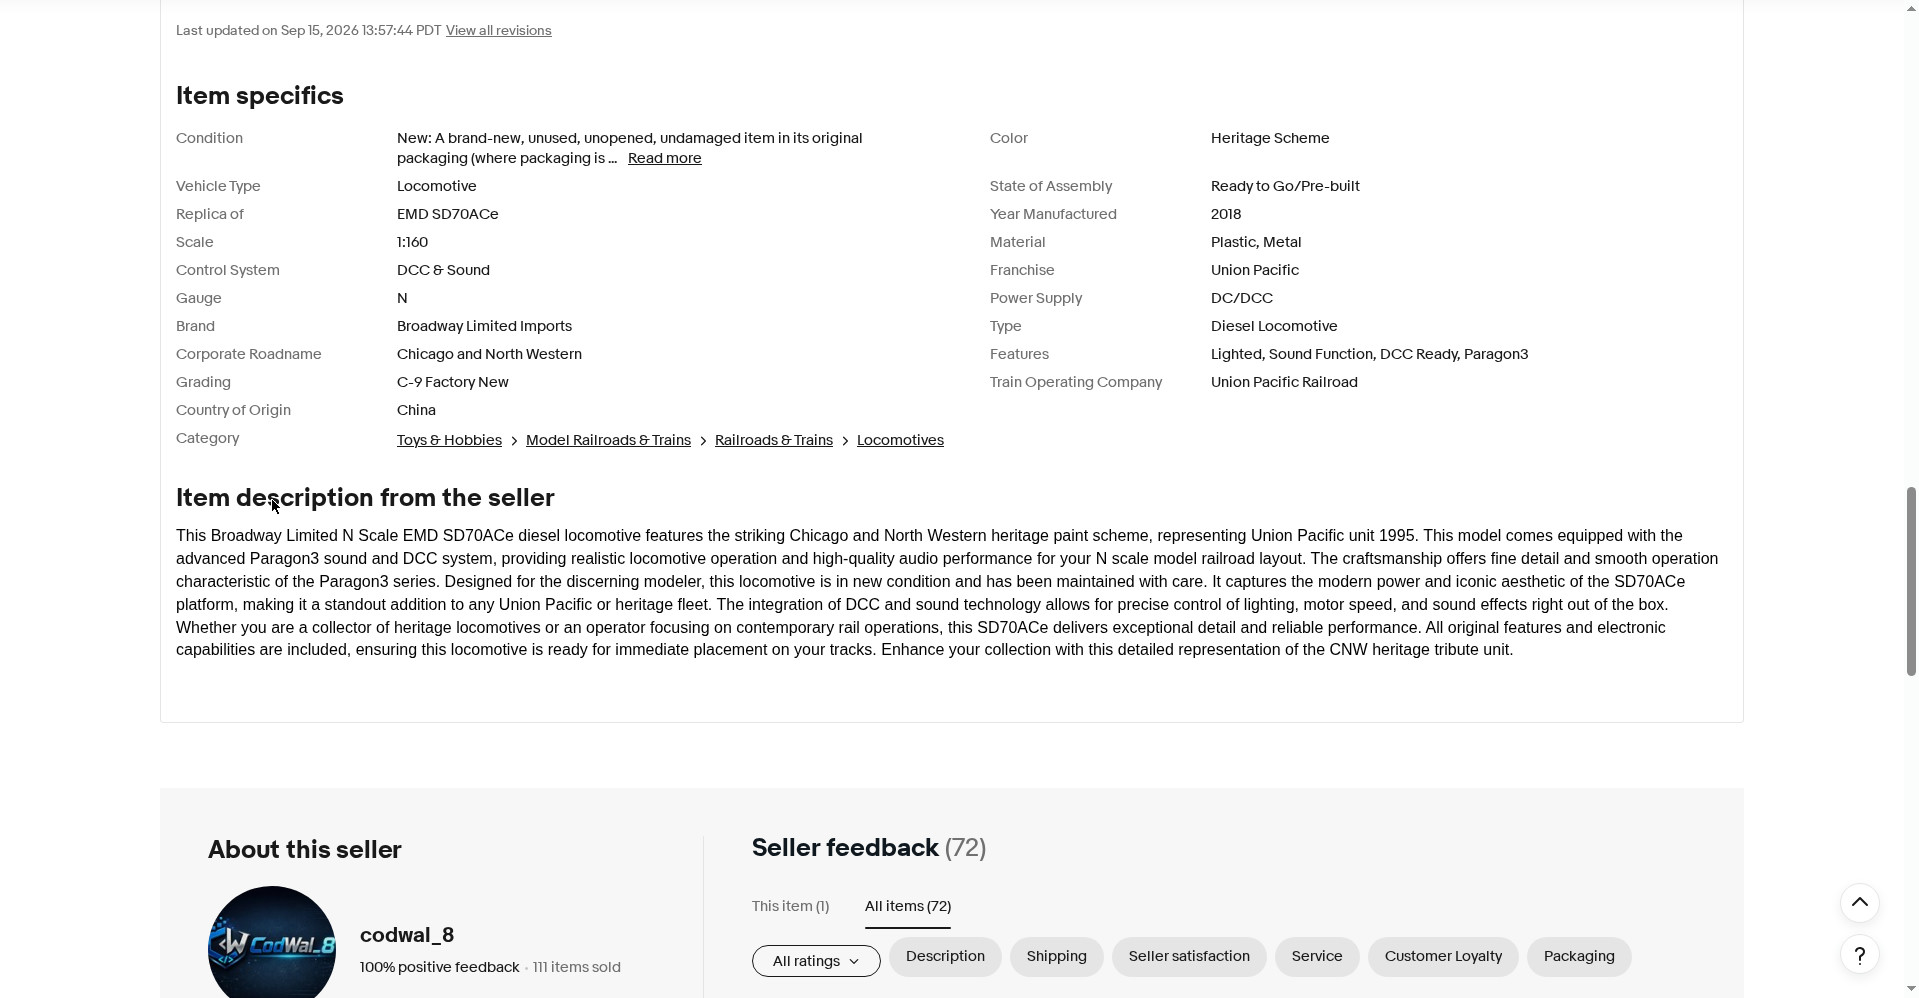 Last updated on Sep 15, 2026 13:57:44 PDT View all revisions
Item specifics
Condition New: A brand-new, unused, unopened, undamaged item in its original packaging (where packaging is ... Read more
Color Heritage Scheme
Vehicle Type Locomotive
State of Assembly Ready to Go/Pre-built
Replica of EMD SD70ACe
Year Manufactured 2018
Scale 1:160
Material Plastic, Metal
Control System DCC & Sound
Franchise Union Pacific
Gauge N
Power Supply DC/DCC
Brand Broadway Limited Imports
Type Diesel Locomotive
Corporate Roadname Chicago and North Western
Features Lighted, Sound Function, DCC Ready, Paragon3
Grading C-9 Factory New
Train Operating Company Union Pacific Railroad
Country of Origin China
Category Toys & Hobbies > Model Railroads & Trains > Railroads & Trains > Locomotives
Item description from the seller
This Broadway Limited N Scale EMD SD70ACe diesel locomotive features the striking Chicago and North Western heritage paint scheme, representing Union Pacific unit 1995. This model comes equipped with the
advanced Paragon3 sound and DCC system, providing realistic locomotive operation and high-quality audio performance for your N scale model railroad layout. The craftsmanship offers fine detail and smooth operation
characteristic of the Paragon3 series. Designed for the discerning modeler, this locomotive is in new condition and has been maintained with care. It captures the modern power and iconic aesthetic of the SD70ACe
platform, making it a standout addition to any Union Pacific or heritage fleet. The integration of DCC and sound technology allows for precise control of lighting, motor speed, and sound effects right out of the box.
Whether you are a collector of heritage locomotives or an operator focusing on contemporary rail operations, this SD70ACe delivers exceptional detail and reliable performance. All original features and electronic
capabilities are included, ensuring this locomotive is ready for immediate placement on your tracks. Enhance your collection with this detailed representation of the CNW heritage tribute unit.
About this seller
CodWal_8
codwal_8
100% positive feedback · 111 items sold
Seller feedback (72)
This item (1) All items (72)
All ratings Description Shipping Seller satisfaction Service Customer Loyalty Packaging
?